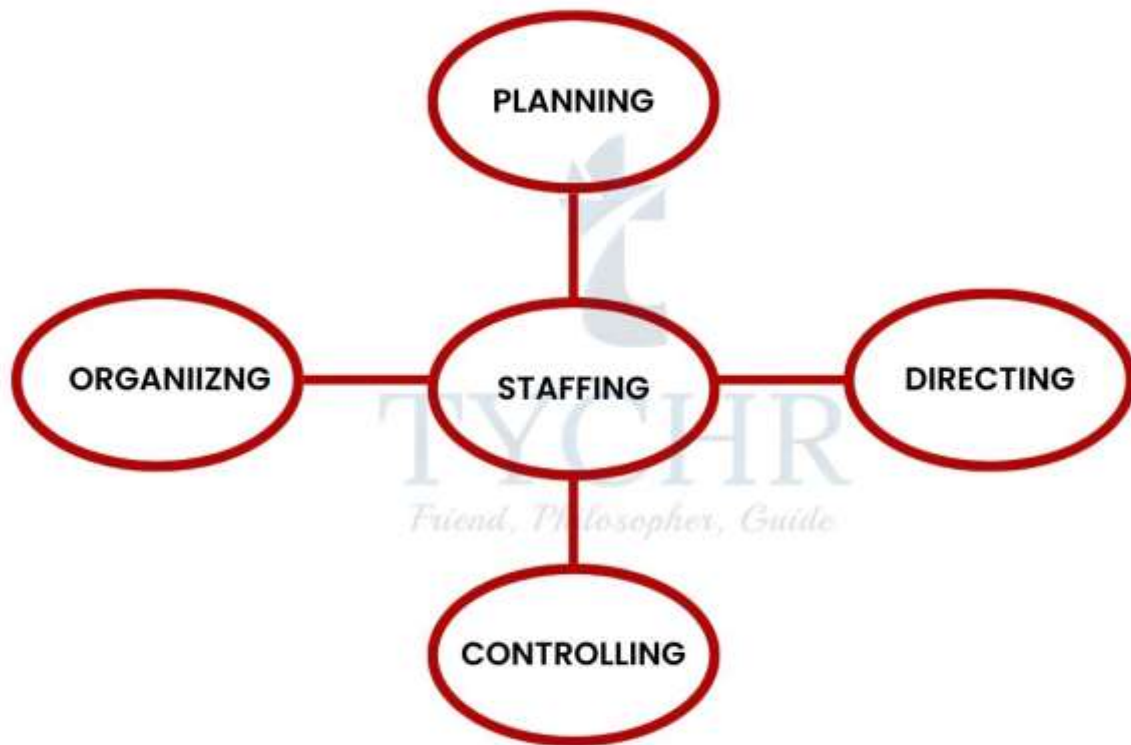 PLANNING
ORGANIIZNG
STAFFING
DIRECTING
TYCHR
Friend, Philosopher, Guide
CONTROLLING